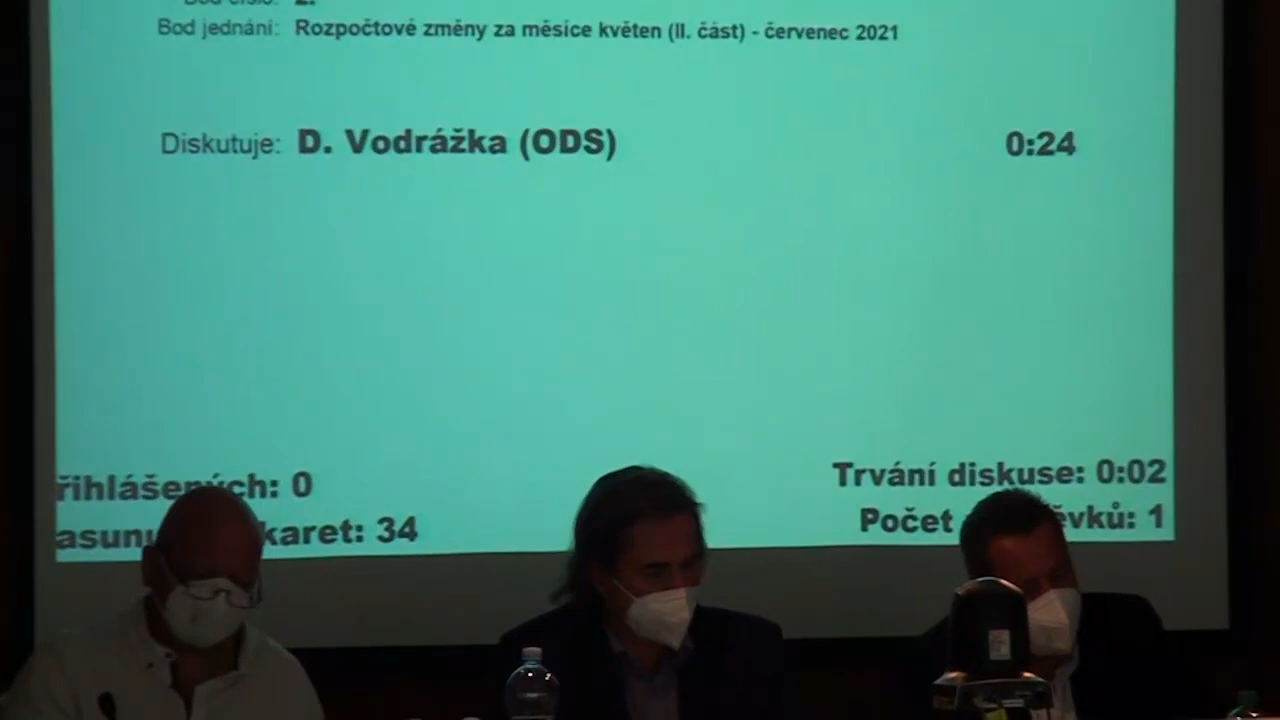 Bod jednání: Rozpočtové změny za měsíce květen (II. část) - červenec 2021
Diskutuje: D. Vodrážka (ODS) 0:24
0
Trvání diskuse: 0:02
karet: 34
Počet 1